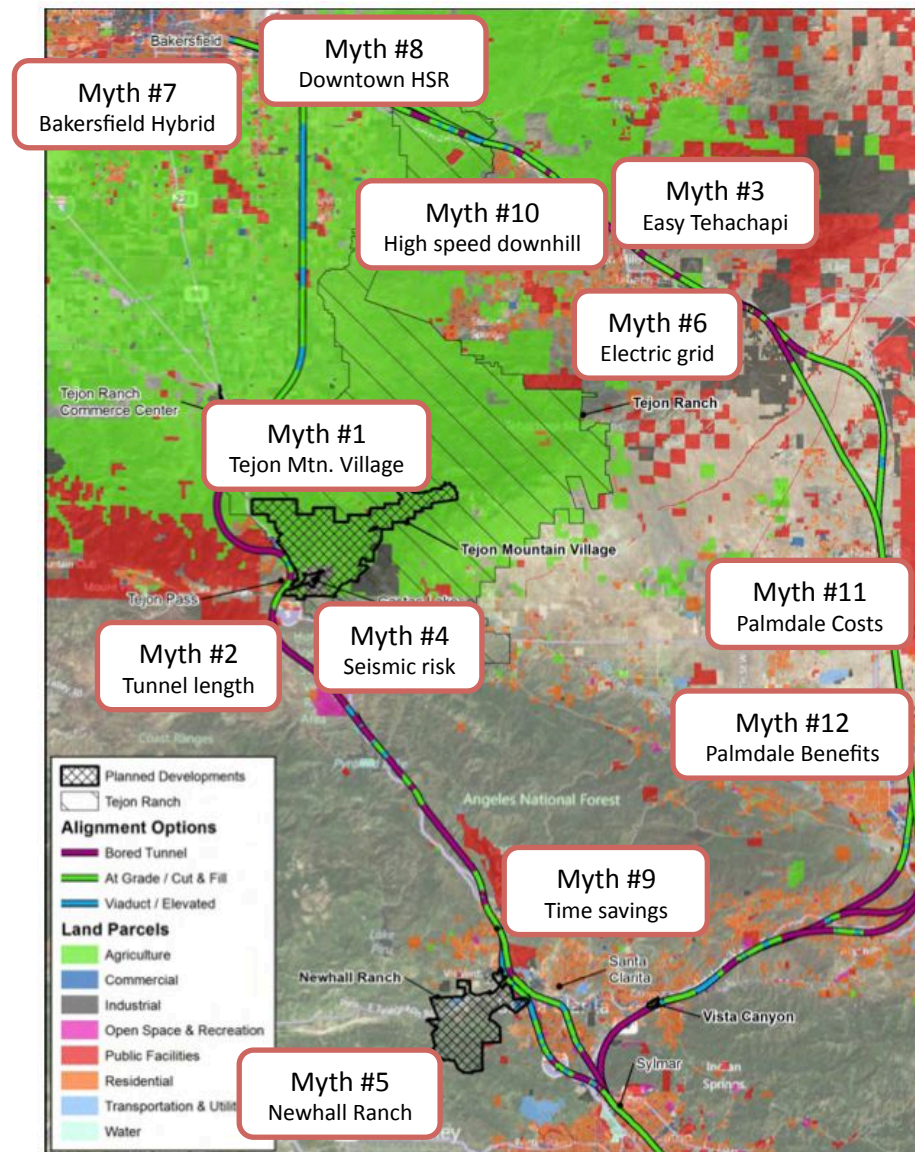 Bakersfield
Myth #8
Downtown HSR
Myth #7
Bakersfield Hybrid
Myth #10
High speed downhill
Myth #3
Easy Tehachapi
Myth #6
Electric grid
Tejon Ranch
Commerce Center
Tejon Ranch
Myth #1
Tejon Mtn. Village
Tejon Mountain Village
Tejon Pass
Myth #11
Palmdale Costs
Myth #2
Tunnel length
Myth #4
Seismic risk
Myth #12
Palmdale Benefits
Coast Ranges
Angeles National Forest
Planned Developments
Tejon Ranch
Alignment Options
Bored Tunnel
At Grade / Cut & Fill
Viaduct / Elevated
Land Parcels
Agriculture
Commercial
Industrial
Open Space & Recreation
Public Facilities
Residential
Transportation & Utilit
Water
Myth #9
Time savings
Santa
Clarita
Newhall Ranch
Vista Canyon
Sylmar
Indian
Springs
Myth #5
Newhall Ranch